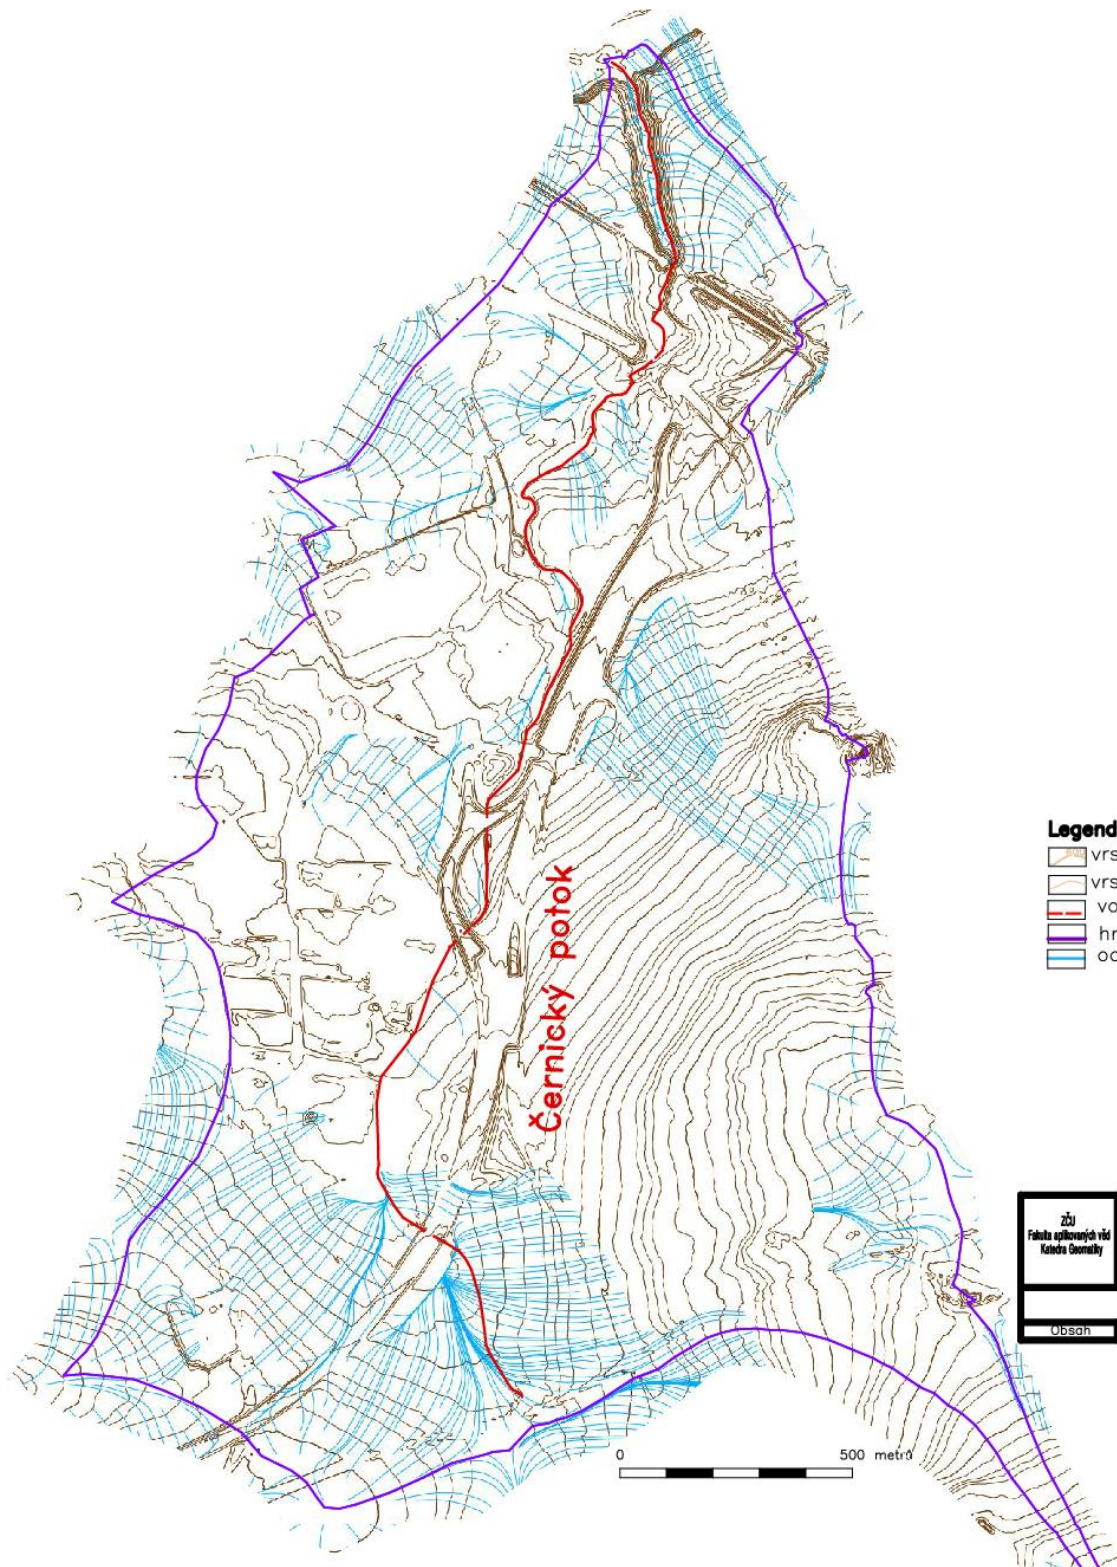 Černický potok
Legend
vrs
vrs
vo
hr
oc
ZČU
Fakulta aplikovaných věd
Katedra Geomatiky
Obsah
0 500 metrů